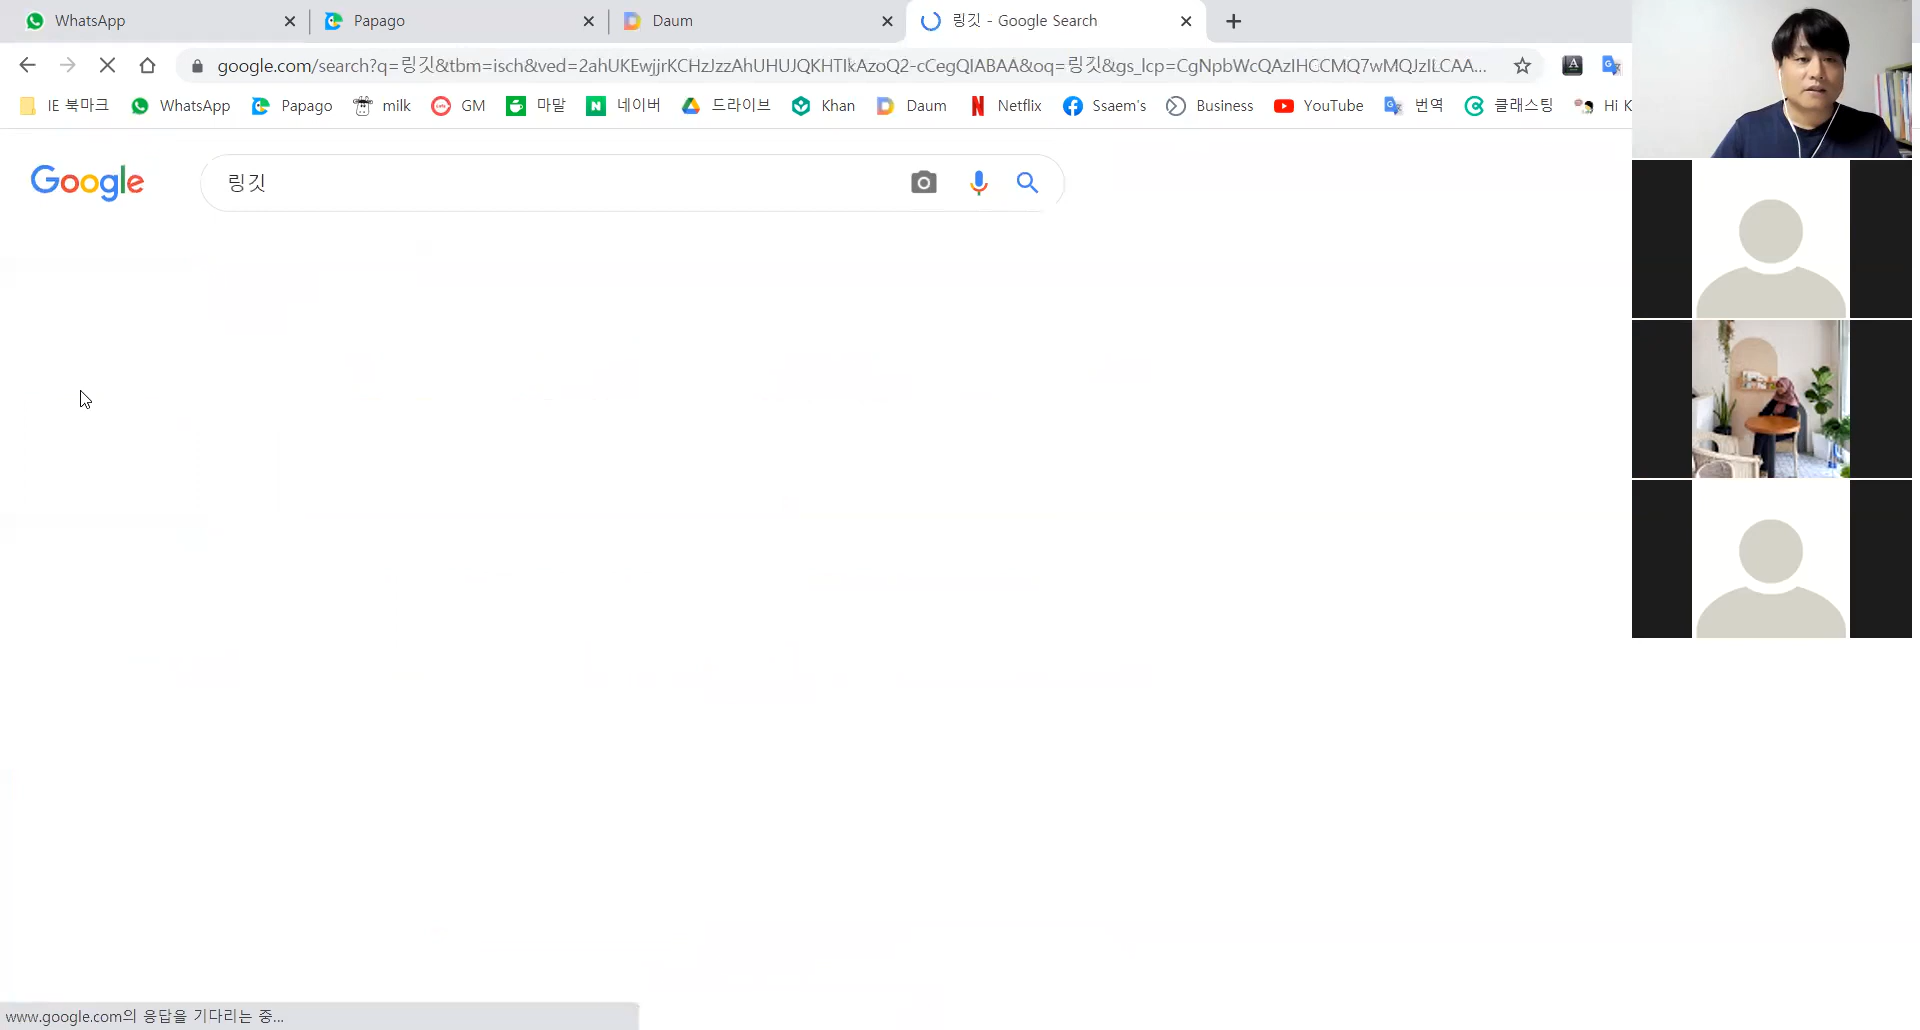 WhatsApp Papago Daum 링깃 - Google Search
google.com/search?q=링깃&tbm=isch&ved=2ahUKEwjjrKCHzJzzAhUHUJQKHTlkAzoQ2-cCegQIABAA&oq=링깃&gs_lcp=CgNpbWcQAzIHCCMQ7wMQJzILCAA...
IE 북마크 WhatsApp Papago milk GM 마말 네이버 드라이브 Khan Daum Netflix Ssaem's Business YouTube 번역 클래스팅 Hi K
Google 링깃
www.google.com의 응답을 기다리는 중...